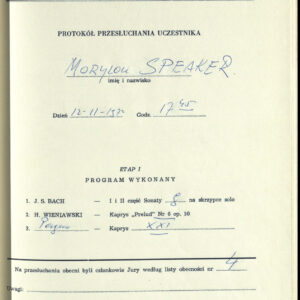 PROTOKÓŁ PRZESŁUCHANIA UCZESTNIKA
Marylou SPEAKER
imię i nazwisko
Dzień 12-11-1972 Godz. 17 45
ETAP I
PROGRAM WYKONANY
1. J. S. BACH — I i II część Sonaty g na skrzypce solo
2. H. WIENIAWSKI — Kaprys „Prelud” Nr 6 op. 10
3. Paganini — Kaprys XXI
Na przesłuchaniu obecni byli członkowie Jury według listy obecności nr 4
Uwagi: